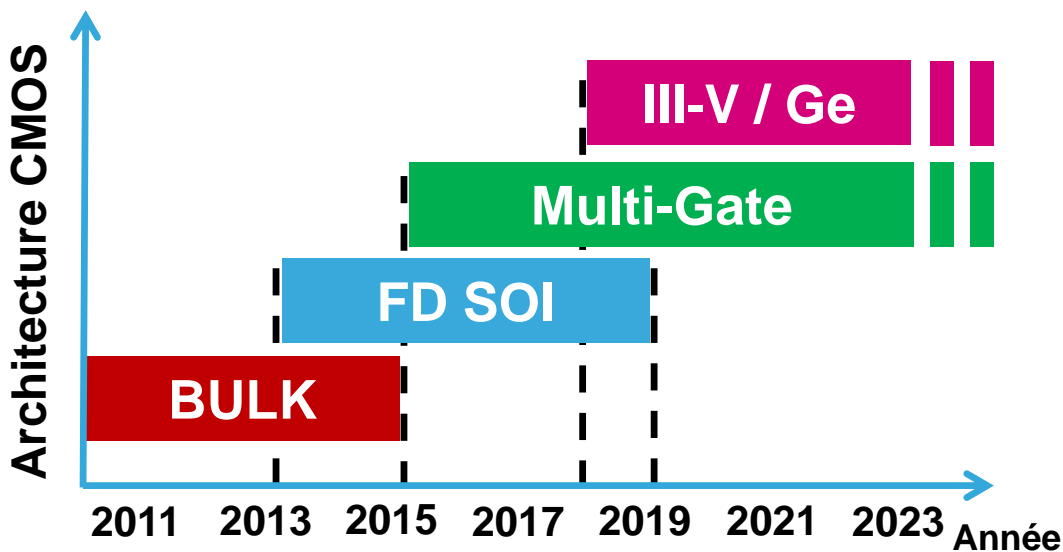 Architecture CMOS
III-V / Ge
Multi-Gate
FD SOI
BULK
2011 2013 2015 2017 2019 2021 2023 Année